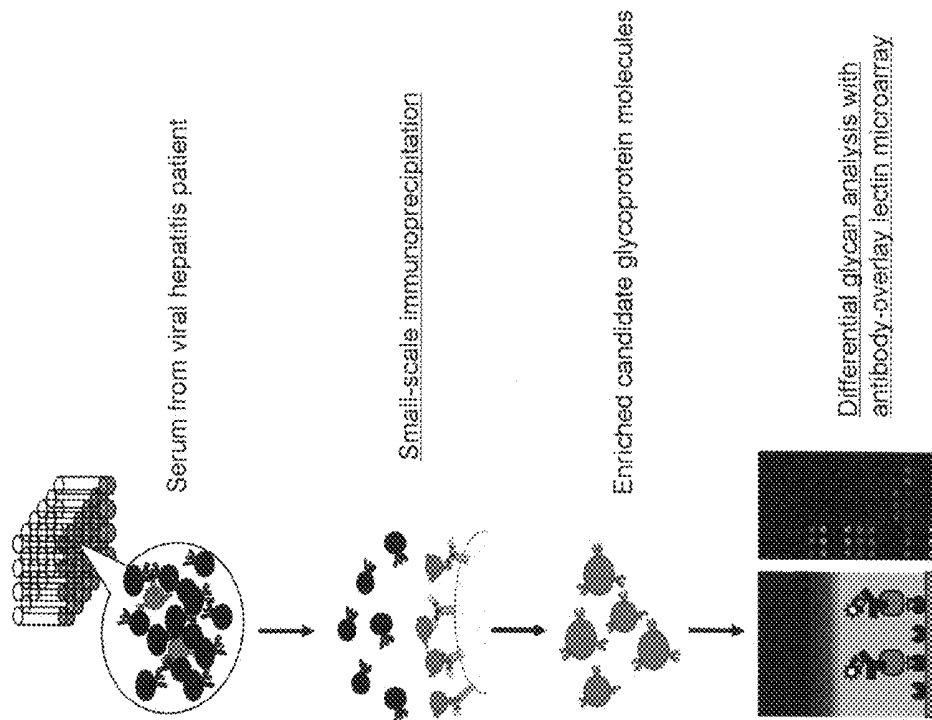 Serum from viral hepatitis patient
Small-scale immunoprecipitation
Enriched candidate glycoprotein molecules
Differential glycan analysis with
antibody-overlay lectin microarray